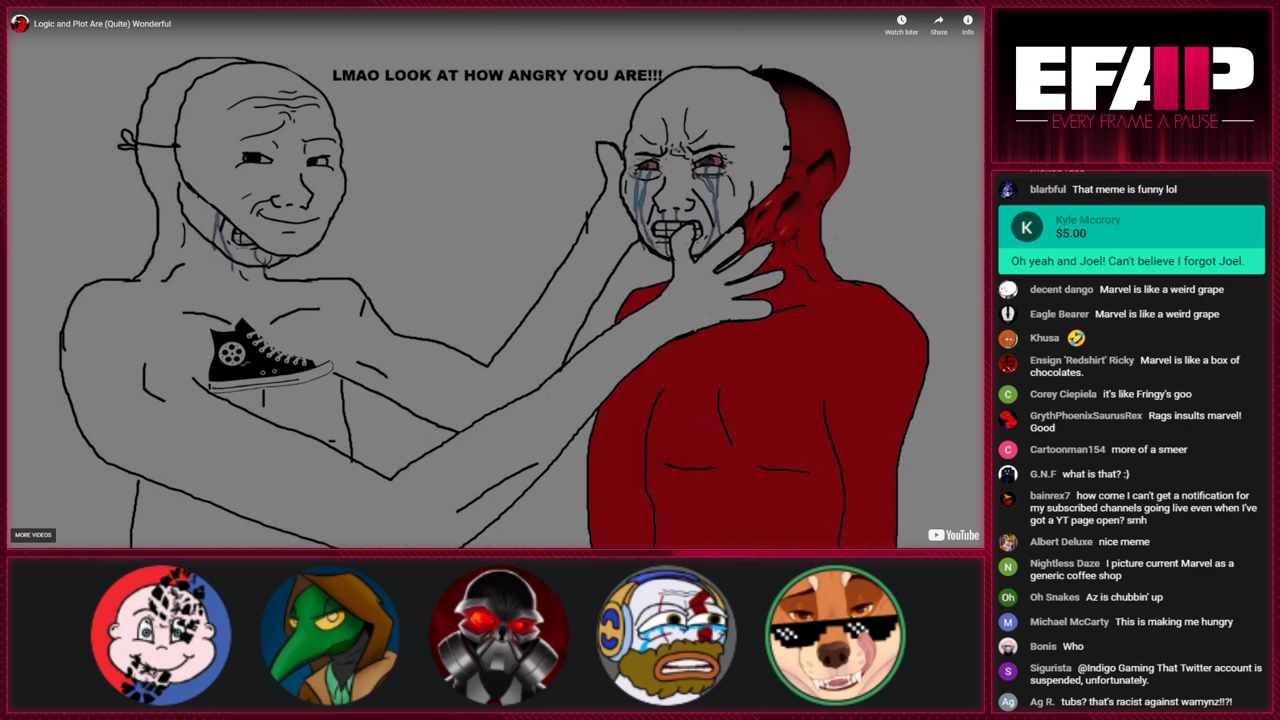 Logic and Plot Are (Quite) Wonderful
Watch later
Share
Info
LMAO LOOK AT HOW ANGRY YOU ARE!!!
MORE VIDEOS
YouTube
EFAP
EVERY FRAME A PAUSE
blarbful That meme is funny lol
K
Kyle Mccrory
$5.00
Oh yeah and Joel! Can't believe I forgot Joel.
decent dango Marvel is like a weird grape
Eagle Bearer Marvel is like a weird grape
Khusa 🤣
Ensign 'Redshirt' Ricky Marvel is like a box of
chocolates.
C Corey Ciepiela it's like Fringy's goo
GrythPhoenixSaurusRex Rags insults marvel!
Good
C Cartoonman154 more of a smeer
G.N.F what is that? :}
bainrex7 how come I can't get a notification for
my subscribed channels going live even when I've
got a YT page open? smh
Albert Deluxe nice meme
N Nightless Daze I picture current Marvel as a
generic coffee shop
Oh Oh Snakes Az is chubbin' up
M Michael McCarty This is making me hungry
Bonis Who
S Sigurista @Indigo Gaming That Twitter account is
suspended, unfortunately.
Ag Ag R. tubs? that's racist against wamynz!!?!